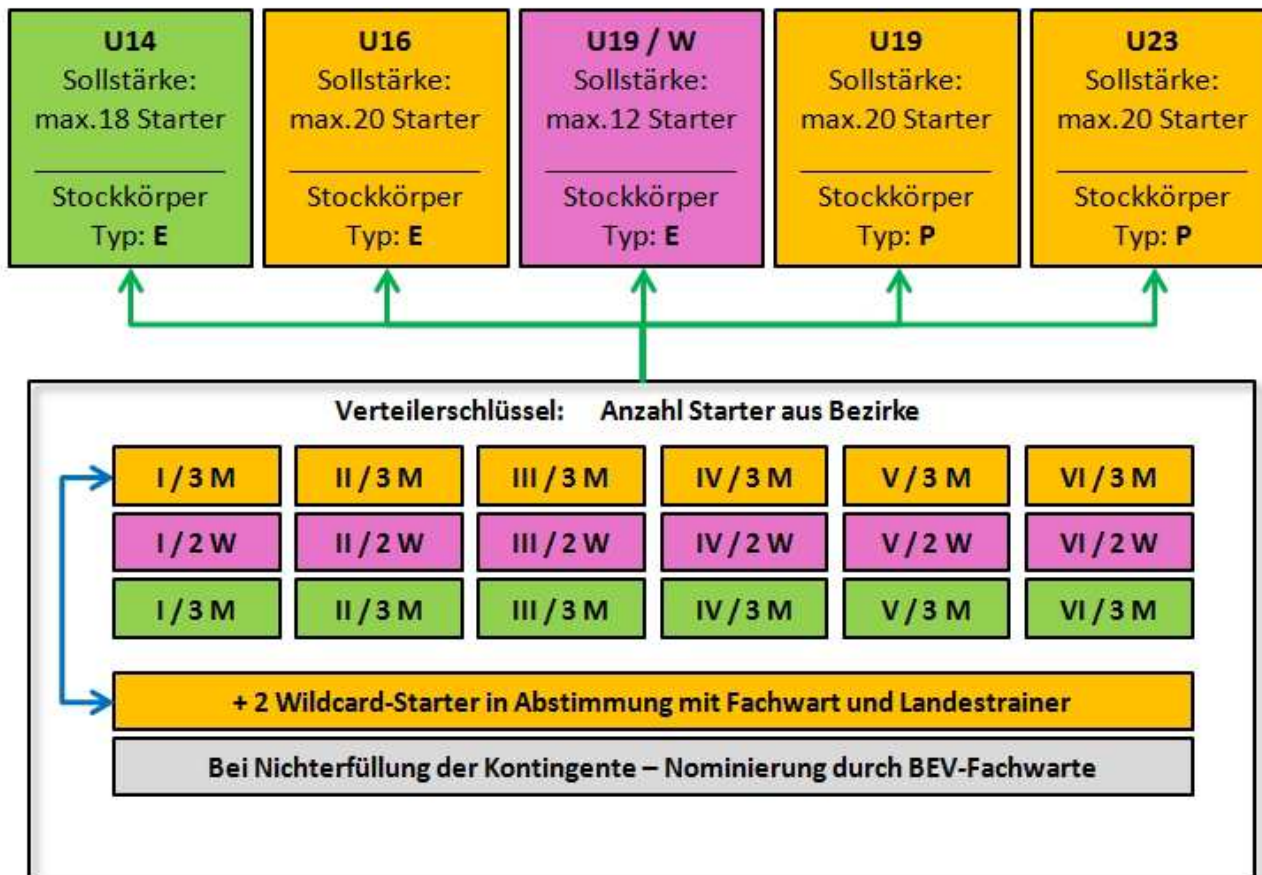 U14
Sollstärke:
max.18 Starter
Stockkörper
Typ: E
U16
Sollstärke:
max.20 Starter
Stockkörper
Typ: E
U19 / W
Sollstärke:
max.12 Starter
Stockkörper
Typ: E
U19
Sollstärke:
max.20 Starter
Stockkörper
Typ: P
U23
Sollstärke:
max.20 Starter
Stockkörper
Typ: P
Verteilerschlüssel: Anzahl Starter aus Bezirke
I / 3 M II / 3 M III / 3 M IV / 3 M V / 3 M VI / 3 M
I / 2 W II / 2 W III / 2 W IV / 2 W V / 2 W VI / 2 W
I / 3 M II / 3 M III / 3 M IV / 3 M V / 3 M VI / 3 M
+ 2 Wildcard-Starter in Abstimmung mit Fachwart und Landestrainer
Bei Nichterfüllung der Kontingente – Nominierung durch BEV-Fachwarte